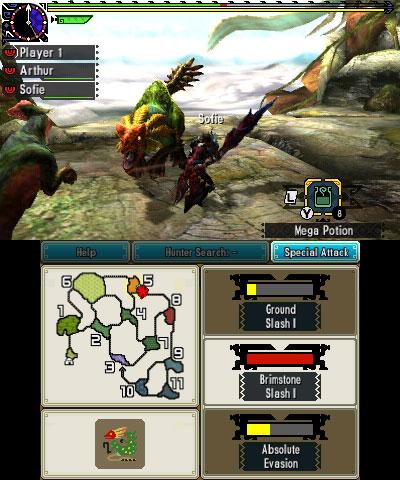 Player 1
Arthur
Sofie
Sofie
L
Y
8
Mega Potion
Help
Hunter Search: -
Special Attack
6
5
1
4
8
2
7
3
9
10
11
Ground
Slash I
Brimstone
Slash I
Absolute
Evasion